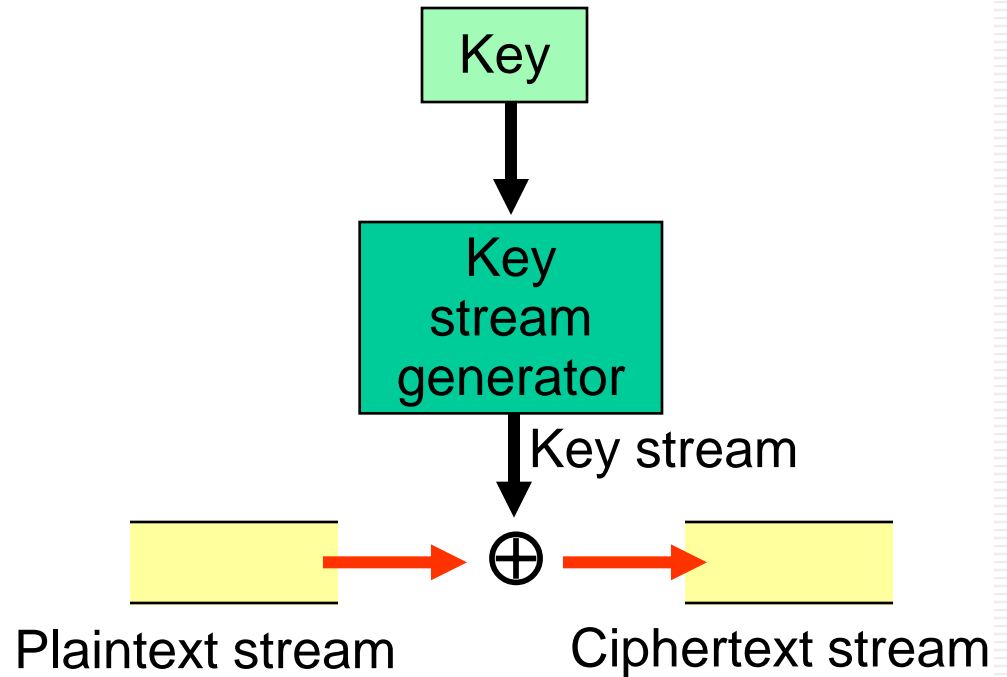 Key
Key
stream
generator
Key stream
Plaintext stream
Ciphertext stream